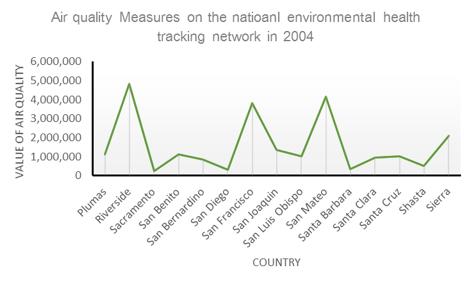 Air quality Measures on the natioanl environmental health
tracking network in 2004
VALUE OF AIR QUALITY
6,000,000
5,000,000
4,000,000
3,000,000
2,000,000
1,000,000
0
Plumas
Riverside
Sacramento
San Benito
San Bernardino
San Diego
San Francisco
San Joaquin
San Luis Obispo
San Mateo
Santa Barbara
Santa Clara
Santa Cruz
Shasta
Sierra
COUNTRY